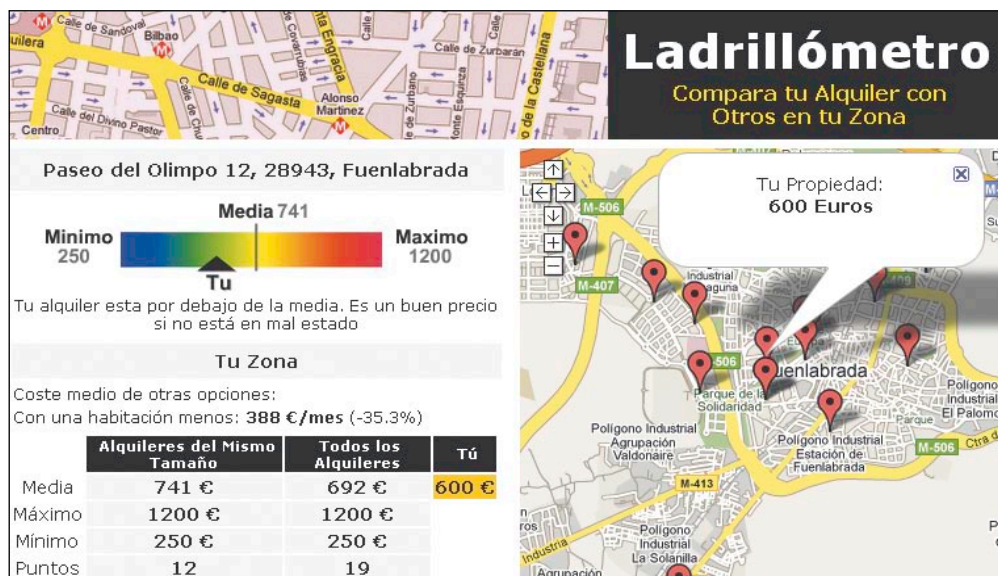 Calle de Sandoval
Bilbao
Calle de Zurbarán
Calle de Sagasta
Alonso
Martinez
Calle del Divino Pastor
Centro
Ladrillómetro
Compara tu Alquiler con
Otros en tu Zona
Paseo del Olimpo 12, 28943, Fuenlabrada
Media 741
Minimo
250
Maximo
1200
Tu
Tu alquiler esta por debajo de la media. Es un buen precio
si no está en mal estado
Tu Zona
Coste medio de otras opciones:
Con una habitación menos: 388 €/mes (-35.3%)
Alquileres del Mismo Tamaño Todos los Alquileres Tú
Media 741 € 692 € 600 €
Máximo 1200 € 1200 €
Mínimo 250 € 250 €
Puntos 12 19
Tu Propiedad:
600 Euros
M-506
M-407
Industrial
Parque de la
Solidaridad
Polígono Industrial
Agrupación
Valdonaire
Polígono Industrial
Estación de
Fuenlabrada
Parque
Polígono
Industrial
El Palomo
M-506
M-413
Polígono
Industrial
La Solanilla
Industria
Agrupación